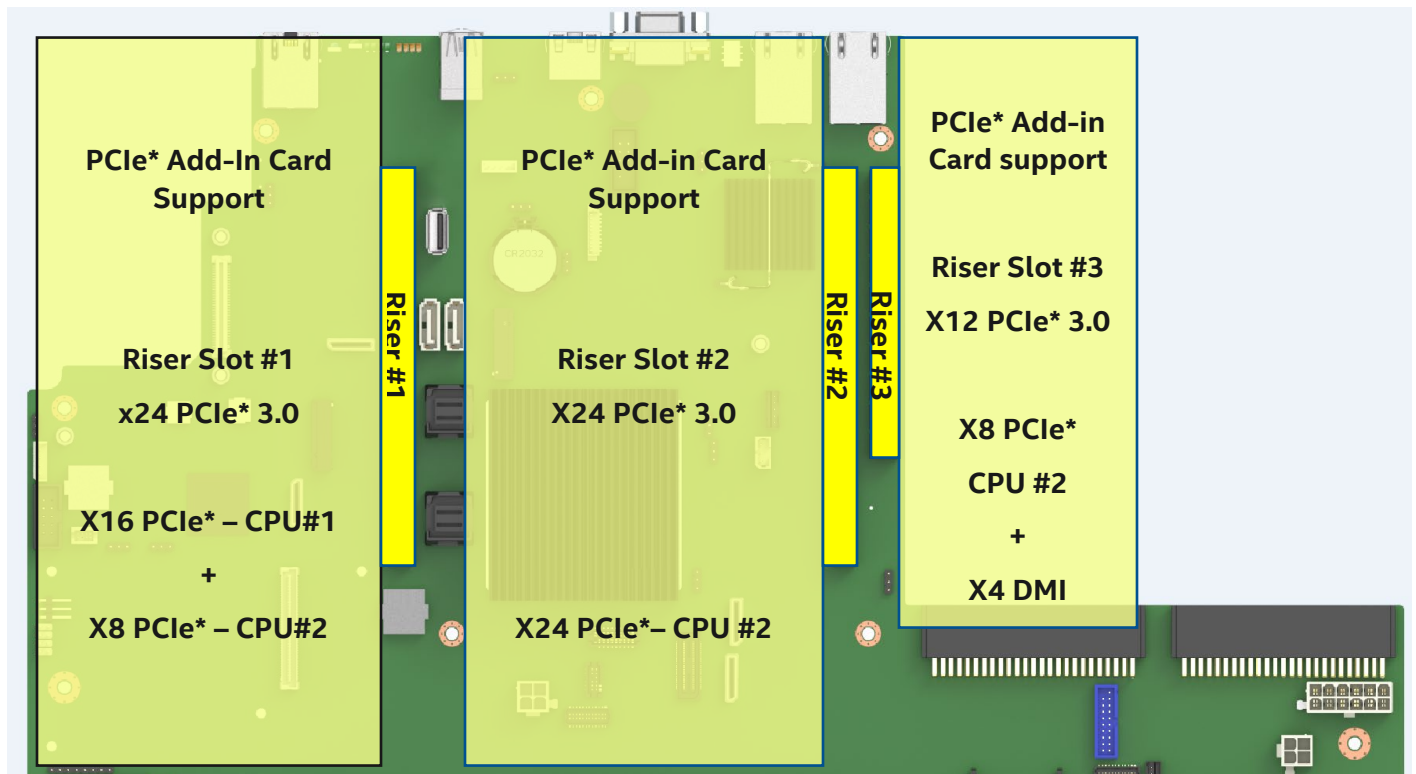 PCIe* Add-In Card
Support
Riser Slot #1
x24 PCIe* 3.0
X16 PCIe* – CPU#1
+
X8 PCIe* – CPU#2
Riser #1
PCIe* Add-in Card
Support
CR2032
Riser Slot #2
X24 PCIe* 3.0
X24 PCIe*– CPU #2
Riser #2
Riser #3
PCIe* Add-in
Card support
Riser Slot #3
X12 PCIe* 3.0
X8 PCIe*
CPU #2
+
X4 DMI